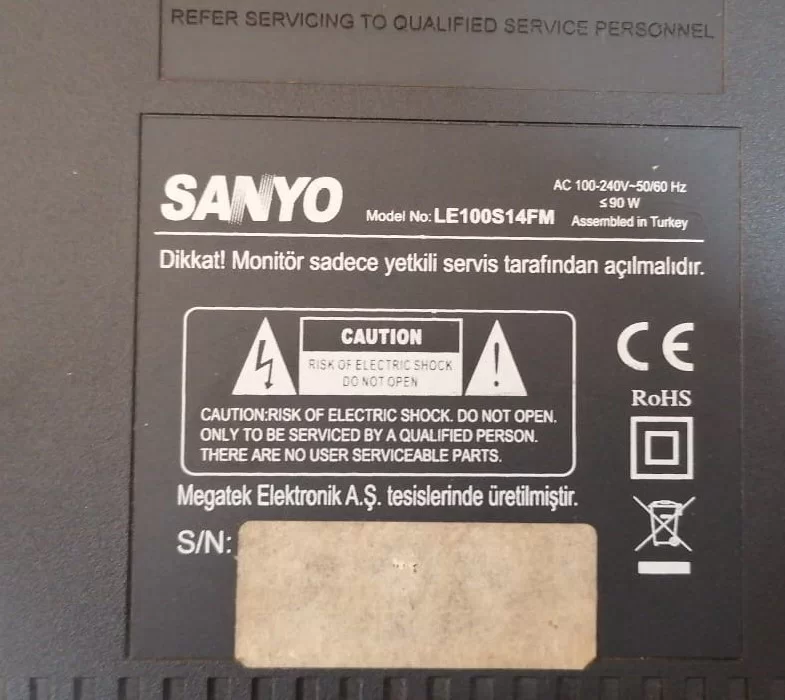 REFER SERVICING TO QUALIFIED SERVICE PERSONNEL
SANYO
Model No: LE100S14FM
AC 100-240V~50/60 Hz
≤90 W
Assembled in Turkey
Dikkat! Monitör sadece yetkili servis tarafından açılmalıdır.
CAUTION
RISK OF ELECTRIC SHOCK
DO NOT OPEN
CAUTION:RISK OF ELECTRIC SHOCK. DO NOT OPEN.
ONLY TO BE SERVICED BY A QUALIFIED PERSON.
THERE ARE NO USER SERVICEABLE PARTS.
CE
RoHS
Megatek Elektronik A.Ş. tesislerinde üretilmiştir.
S/N: